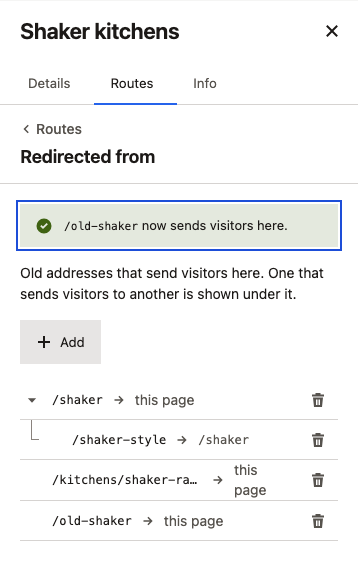 Shaker kitchens
Details Routes Info
Routes
Redirected from
/old-shaker now sends visitors here.
Old addresses that send visitors here. One that
sends visitors to another is shown under it.
Add
/shaker → this page
/shaker-style → /shaker
/kitchens/shaker-ra… → this page
/old-shaker → this page